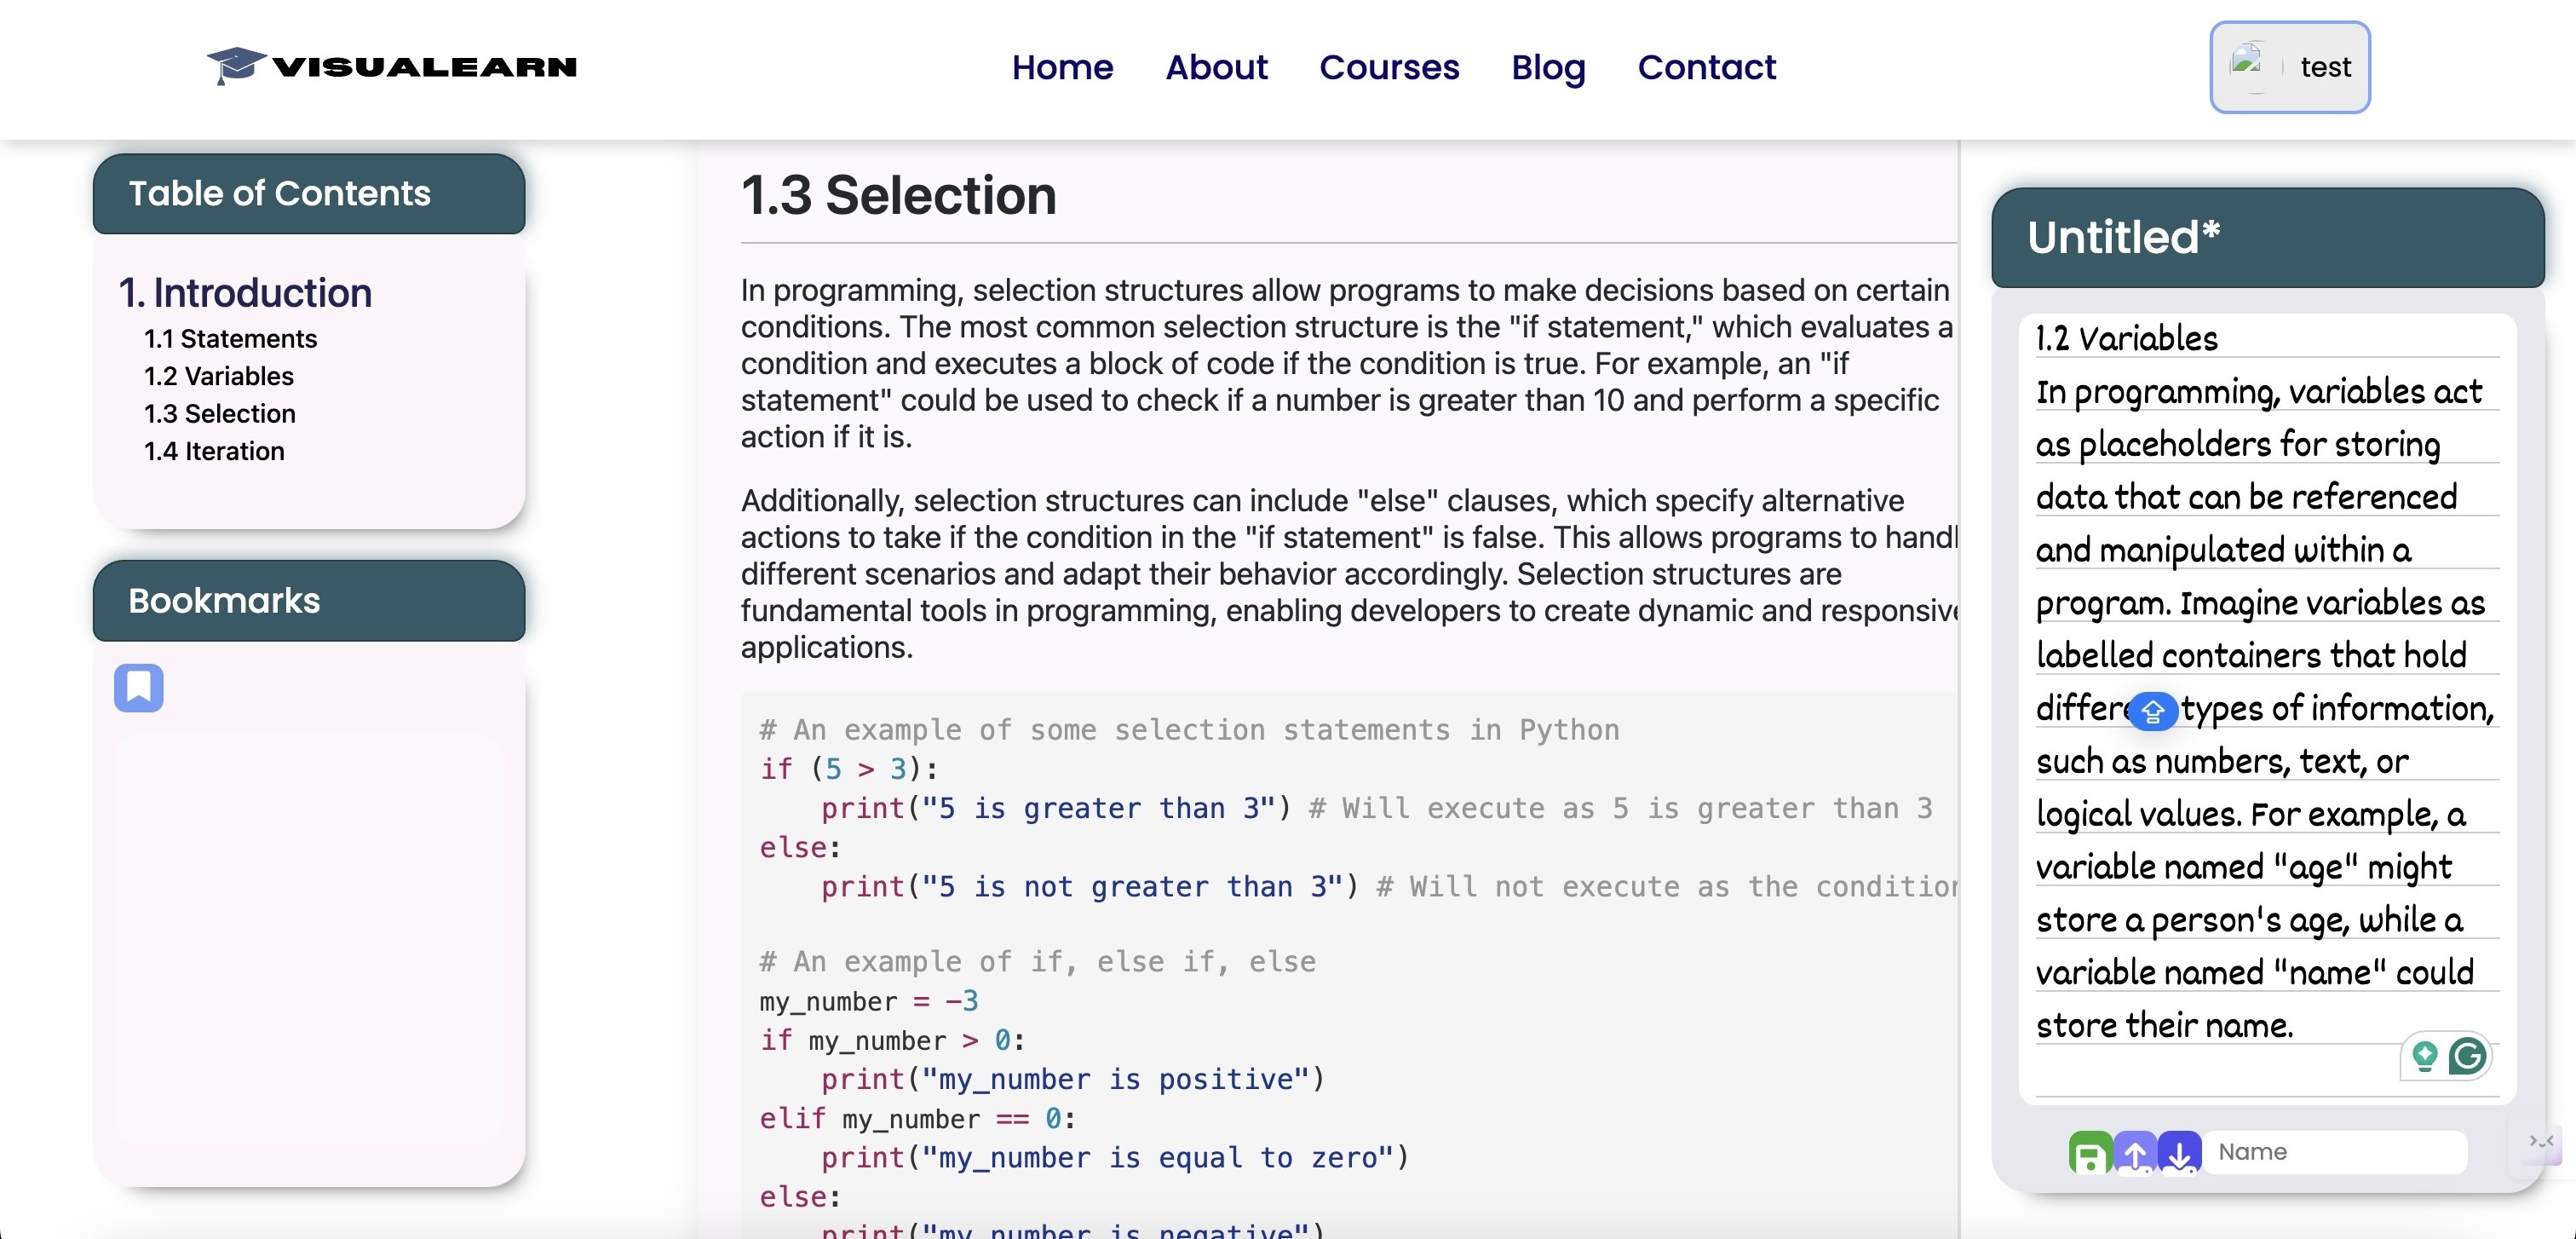 VISUALEARN
Home About Courses Blog Contact
test
Table of Contents
1. Introduction
1.1 Statements
1.2 Variables
1.3 Selection
1.4 Iteration
Bookmarks
1.3 Selection
In programming, selection structures allow programs to make decisions based on certain
conditions. The most common selection structure is the "if statement," which evaluates a
condition and executes a block of code if the condition is true. For example, an "if
statement" could be used to check if a number is greater than 10 and perform a specific
action if it is.
Additionally, selection structures can include "else" clauses, which specify alternative
actions to take if the condition in the "if statement" is false. This allows programs to handl
different scenarios and adapt their behavior accordingly. Selection structures are
fundamental tools in programming, enabling developers to create dynamic and responsive
applications.
# An example of some selection statements in Python
if (5 > 3):
    print("5 is greater than 3") # Will execute as 5 is greater than 3
else:
    print("5 is not greater than 3") # Will not execute as the condition
# An example of if, else if, else
my_number = -3
if my_number > 0:
    print("my_number is positive")
elif my_number == 0:
    print("my_number is equal to zero")
else:
    print("my_number is negative")
Untitled*
1.2 Variables
In programming, variables act
as placeholders for storing
data that can be referenced
and manipulated within a
program. Imagine variables as
labelled containers that hold
differe types of information,
such as numbers, text, or
logical values. For example, a
variable named "age" might
store a person's age, while a
variable named "name" could
store their name.
Name